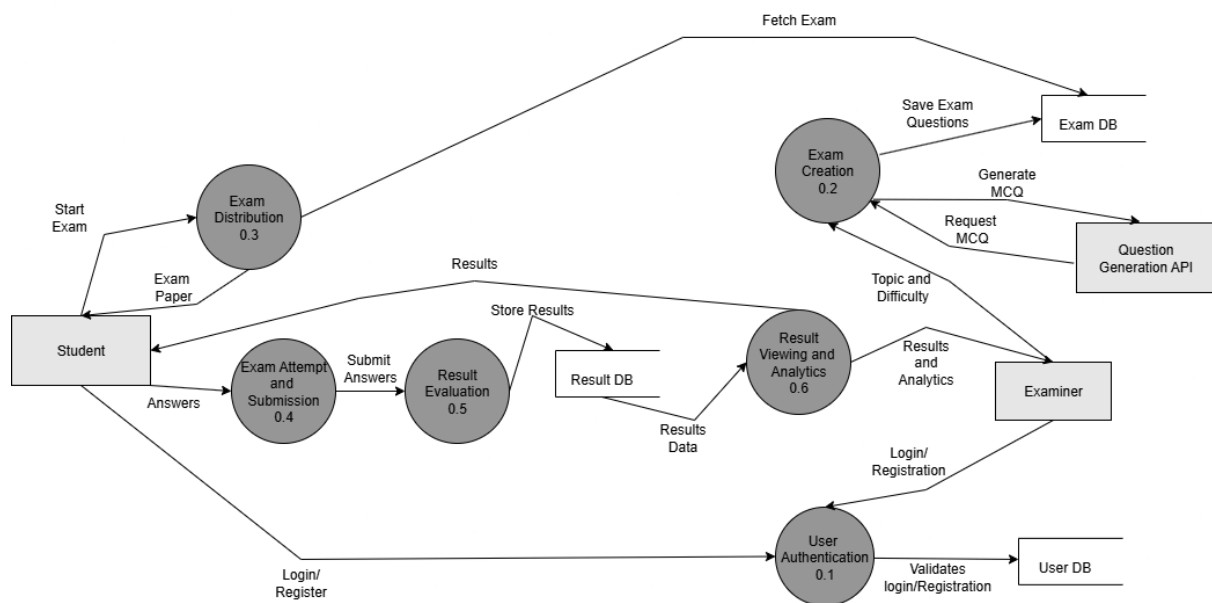 Fetch Exam
Save Exam
Questions
Exam DB
Exam
Creation
0.2
Generate
MCQ
Request
MCQ
Question
Generation API
Exam
Distribution
0.3
Start
Exam
Exam
Paper
Results
Topic and
Difficulty
Student
Store Results
Submit
Answers
Answers
Exam Attempt
and
Submission
0.4
Result
Evaluation
0.5
Result DB
Results
Data
Result
Viewing and
Analytics
0.6
Results
and
Analytics
Examiner
Login/
Registration
User
Authentication
0.1
Login/
Register
Validates
login/Registration
User DB